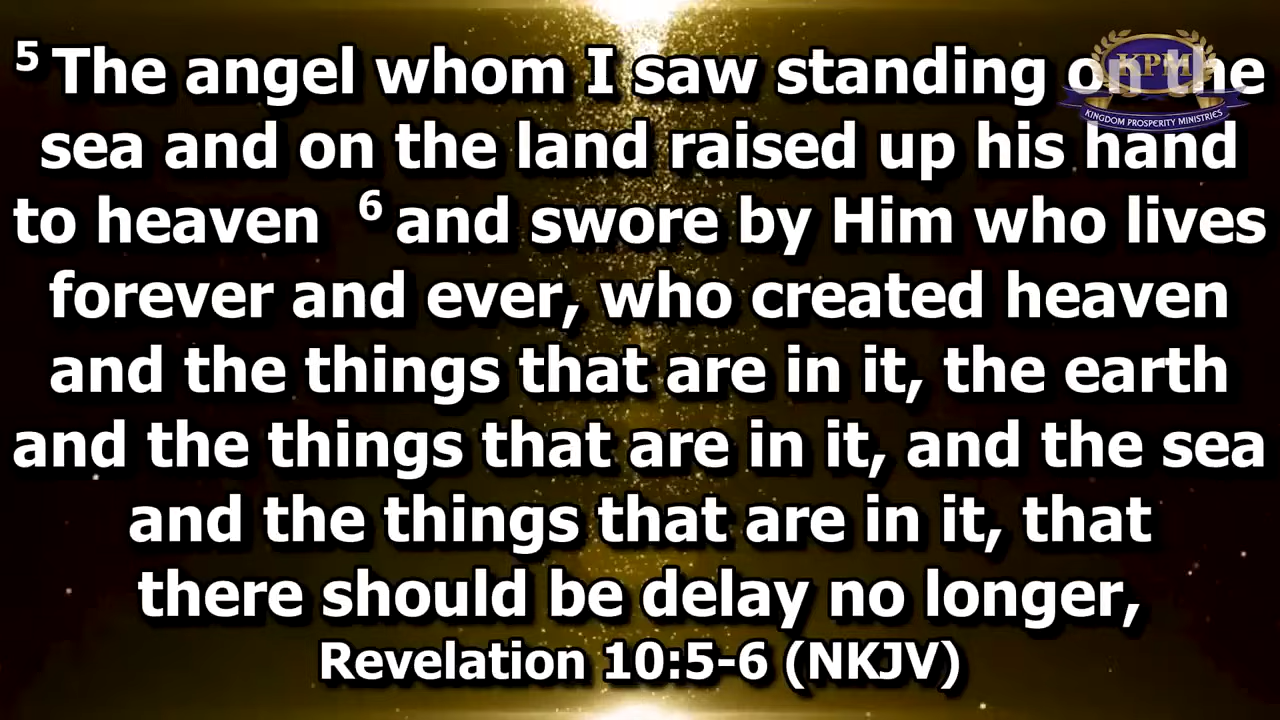 5 The angel whom I saw standing on the
sea and on the land raised up his hand
to heaven 6 and swore by Him who lives
forever and ever, who created heaven
and the things that are in it, the earth
and the things that are in it, and the sea
and the things that are in it, that
there should be delay no longer,
Revelation 10:5-6 (NKJV)
KPM
KINGDOM PROSPERITY MINISTRIES